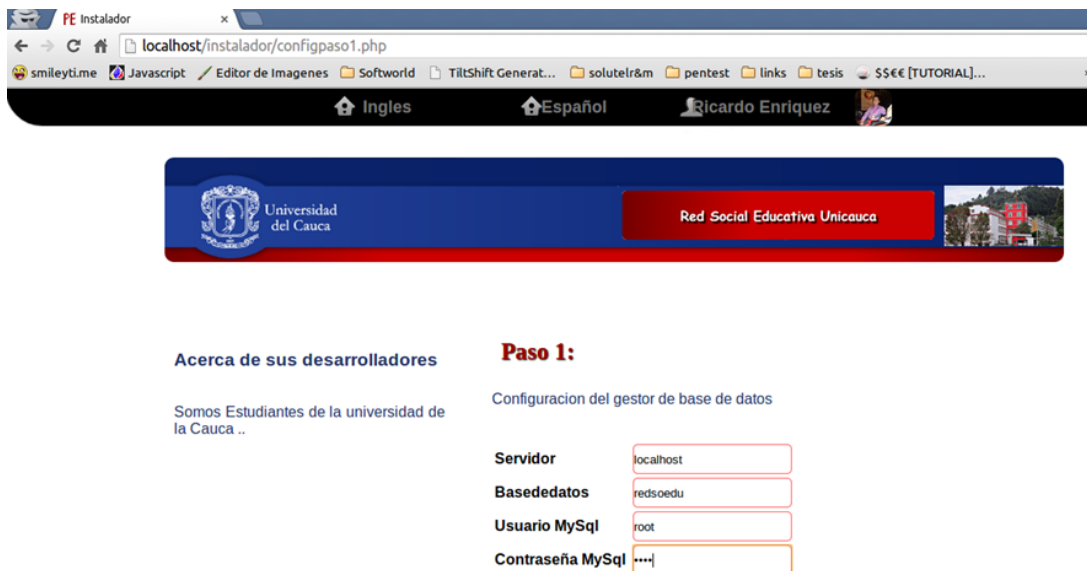 PE Instalador ×
localhost/instalador/configpaso1.php
smileyti.me Javascript Editor de Imagenes Softworld TiltShift Generat... solutelr&m pentest links tesis $$€€ [TUTORIAL]...
Ingles Español Ricardo Enriquez
Universidad
del Cauca
Red Social Educativa Unicauca
Acerca de sus desarrolladores
Somos Estudiantes de la universidad de
la Cauca ..
Paso 1:
Configuracion del gestor de base de datos
Servidor localhost
Basededatos redsoedu
Usuario MySql root
Contraseña MySql ••••